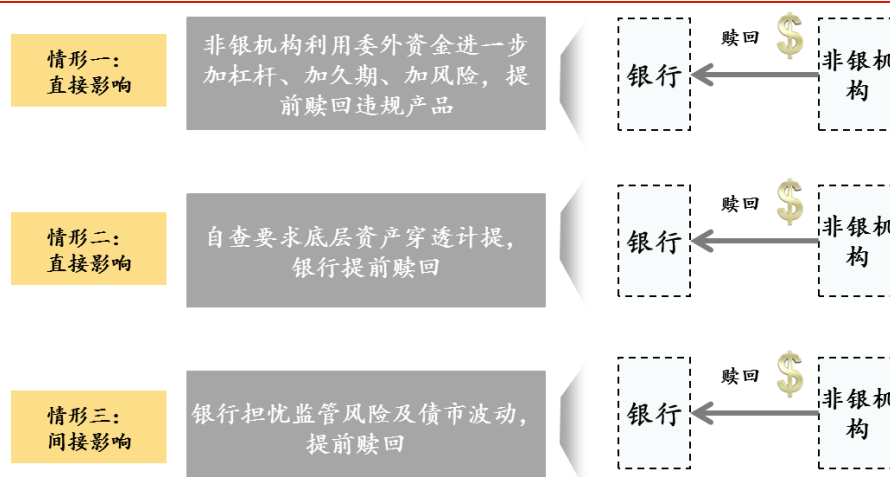 情形一：
直接影响
非银机构利用委外资金进一步
加杠杆、加久期、加风险，提
前赎回违规产品
银行
赎回
$
非银机
构
情形二：
直接影响
自查要求底层资产穿透计提，
银行提前赎回
银行
赎回
$
非银机
构
情形三：
间接影响
银行担忧监管风险及债市波动，
提前赎回
银行
赎回
$
非银机
构